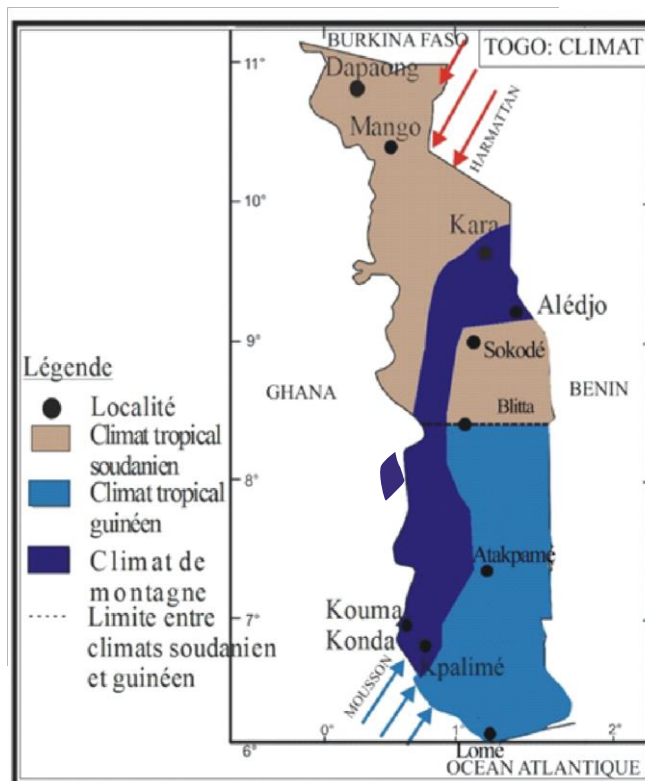 BURKINA FASO
TOGO: CLIMAT
11°
Dapaong
HARMATTAN
Mango
10°
Kara
Alédjo
9°
Sokodé
Légende
GHANA
BENIN
Localité
Blitta
Climat tropical
soudanien
8°
Climat tropical
guinéen
Climat de
montagne
Atakpamé
7°
Kouma
Konda
Limite entre
climats soudanien
et guinéen
Kpalimé
MOUSSON
Lomé
6°
0°
1°
2°
OCEAN ATLANTIQUE